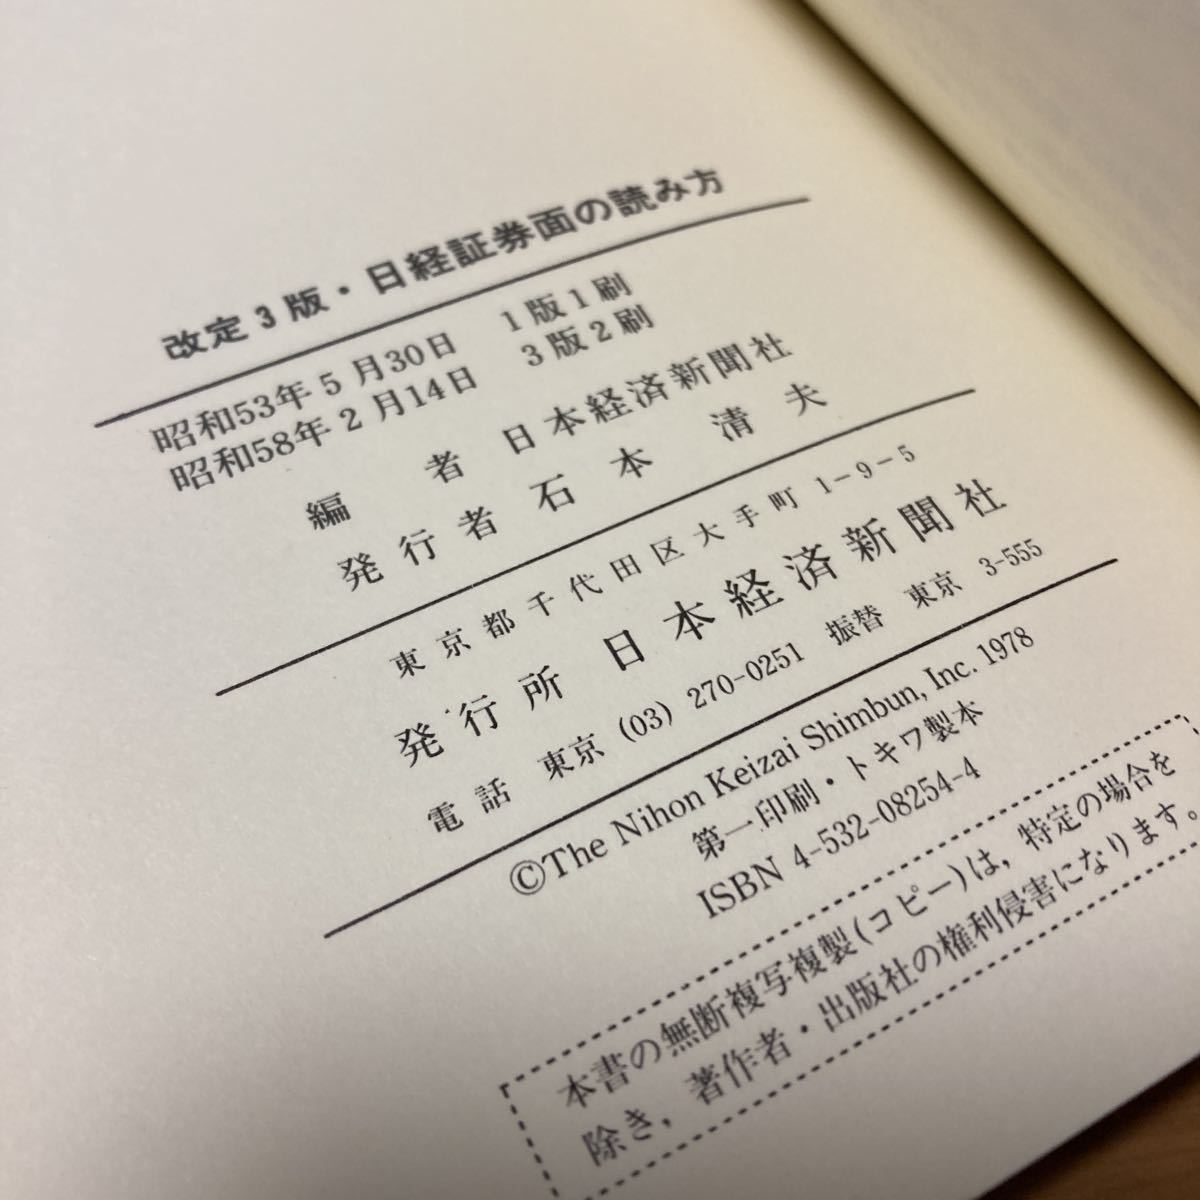 改定3版・日経証券面の読み方
昭和53年5月30日 1版1刷
昭和58年2月14日 3版2刷
編者 日本経済新聞社
発行者 石本 清夫
東京都千代田区大手町1-9-5
発行所 日本経済新聞社
電話 東京 (03) 270-0251 振替 東京 3-555
©The Nihon Keizai Shimbun, Inc. 1978
第一印刷・トキワ製本
ISBN 4-532-08254-4
本書の無断複写複製(コピー)は, 特定の場合を
除き, 著作者・出版社の権利侵害になります。